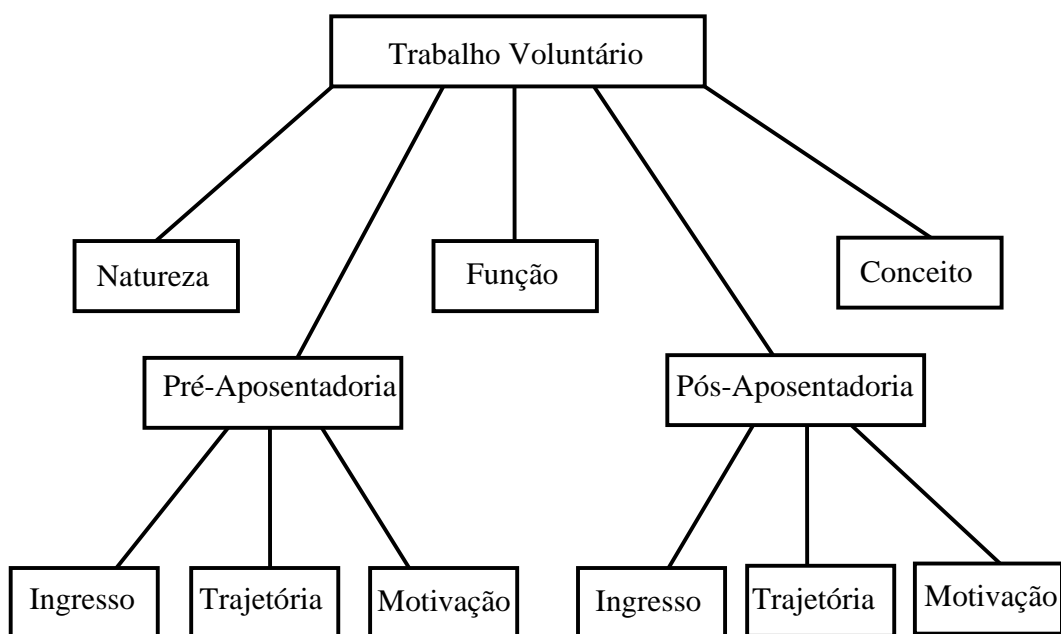 Trabalho Voluntário
Natureza
Função
Conceito
Pré-Aposentadoria
Pós-Aposentadoria
Ingresso
Trajetória
Motivação
Ingresso
Trajetória
Motivação